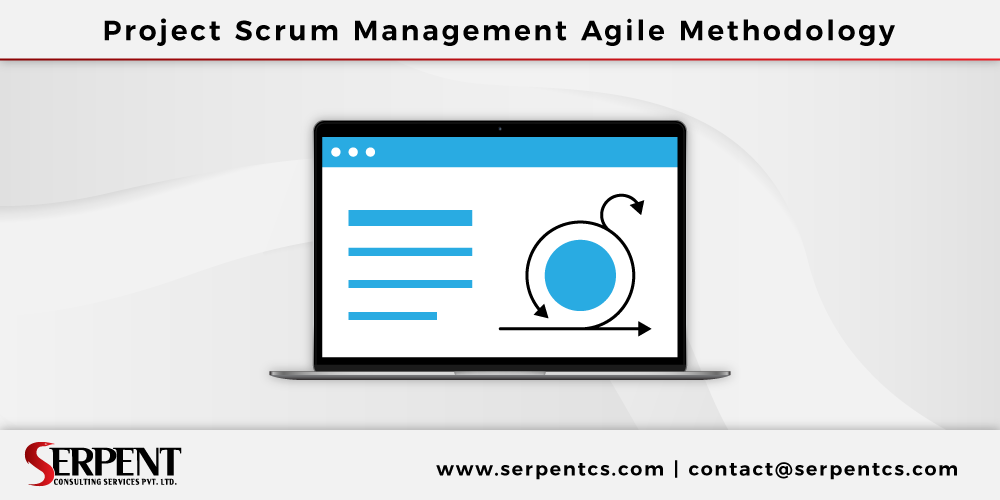 Project Scrum Management Agile Methodology
SERPENT
CONSULTING SERVICES PVT. LTD.
www.serpentcs.com | contact@serpentcs.com